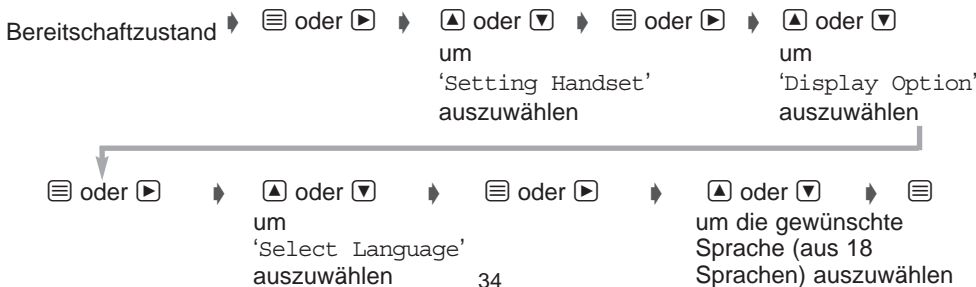 Bereitschaftzustand oder oder oder oder
um um
‘Setting Handset’ ‘Display Option’
auszuwählen auszuwählen
oder oder oder oder
um um die gewünschte
‘Select Language’ Sprache (aus 18
auszuwählen Sprachen) auszuwählen
34